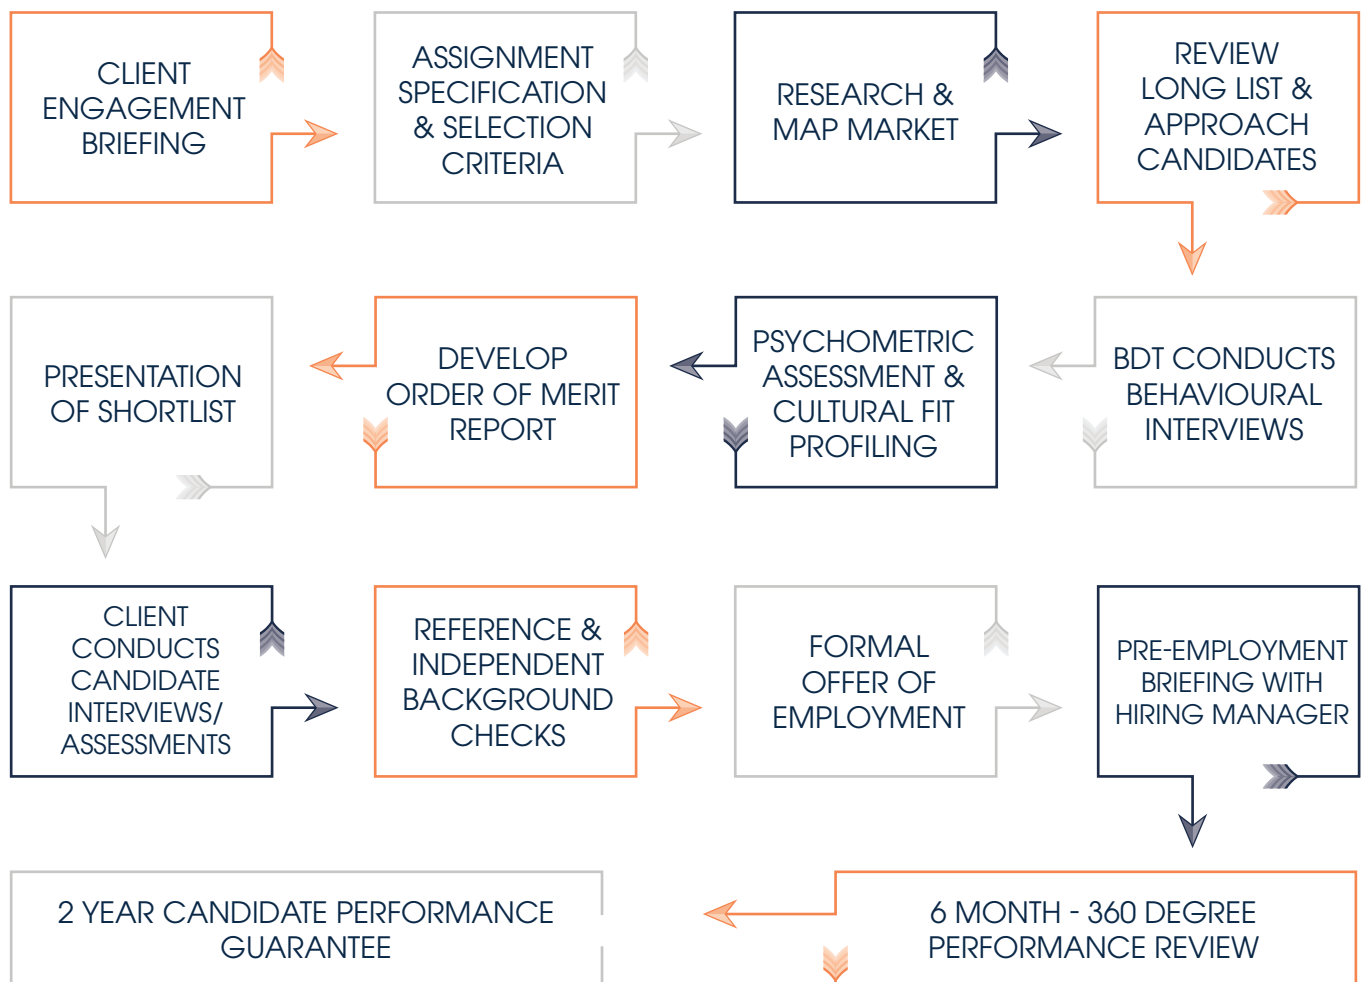 CLIENT
ENGAGEMENT
BRIEFING
ASSIGNMENT
SPECIFICATION
& SELECTION
CRITERIA
RESEARCH &
MAP MARKET
REVIEW
LONG LIST &
APPROACH
CANDIDATES
BDT CONDUCTS
BEHAVIOURAL
INTERVIEWS
PSYCHOMETRIC
ASSESSMENT &
CULTURAL FIT
PROFILING
DEVELOP
ORDER OF MERIT
REPORT
PRESENTATION
OF SHORTLIST
CLIENT
CONDUCTS
CANDIDATE
INTERVIEWS/
ASSESSMENTS
REFERENCE &
INDEPENDENT
BACKGROUND
CHECKS
FORMAL
OFFER OF
EMPLOYMENT
PRE-EMPLOYMENT
BRIEFING WITH
HIRING MANAGER
6 MONTH - 360 DEGREE
PERFORMANCE REVIEW
2 YEAR CANDIDATE PERFORMANCE
GUARANTEE